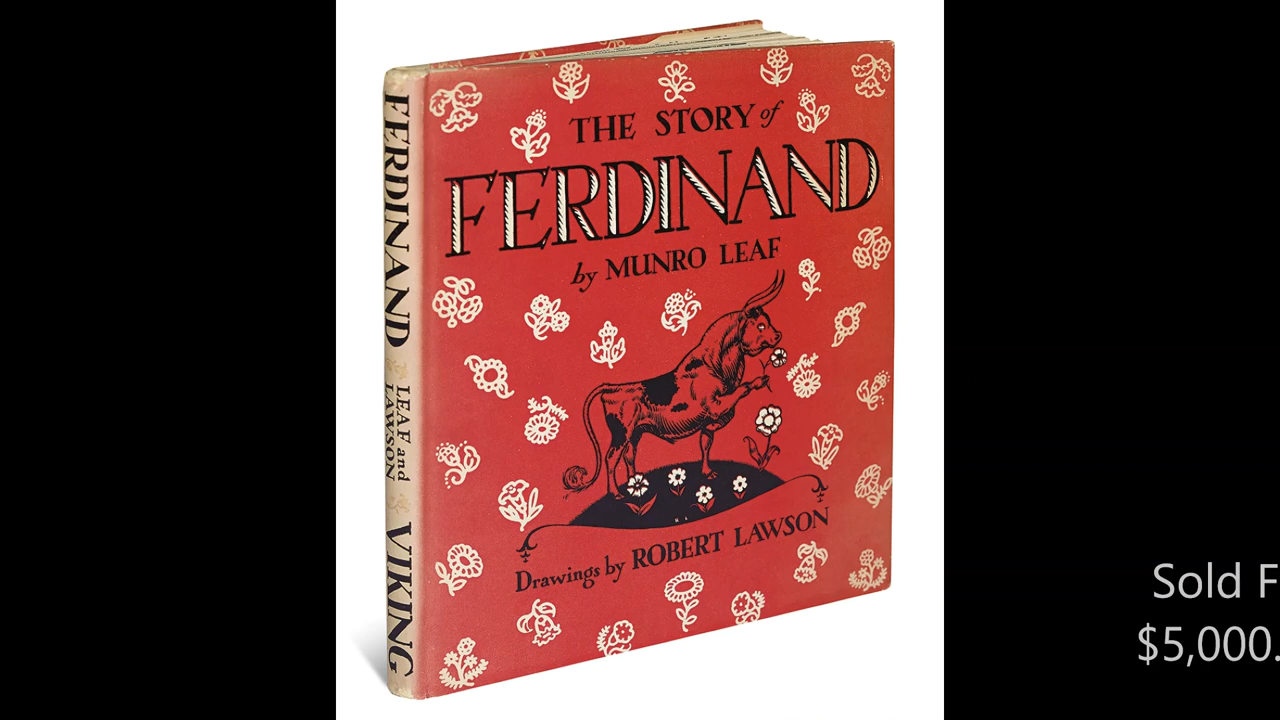 THE STORY of
FERDINAND
by MUNRO LEAF
Drawings by ROBERT LAWSON
FERDINAND
LEAF and
LAWSON
VIKING
Sold F
$5,000.